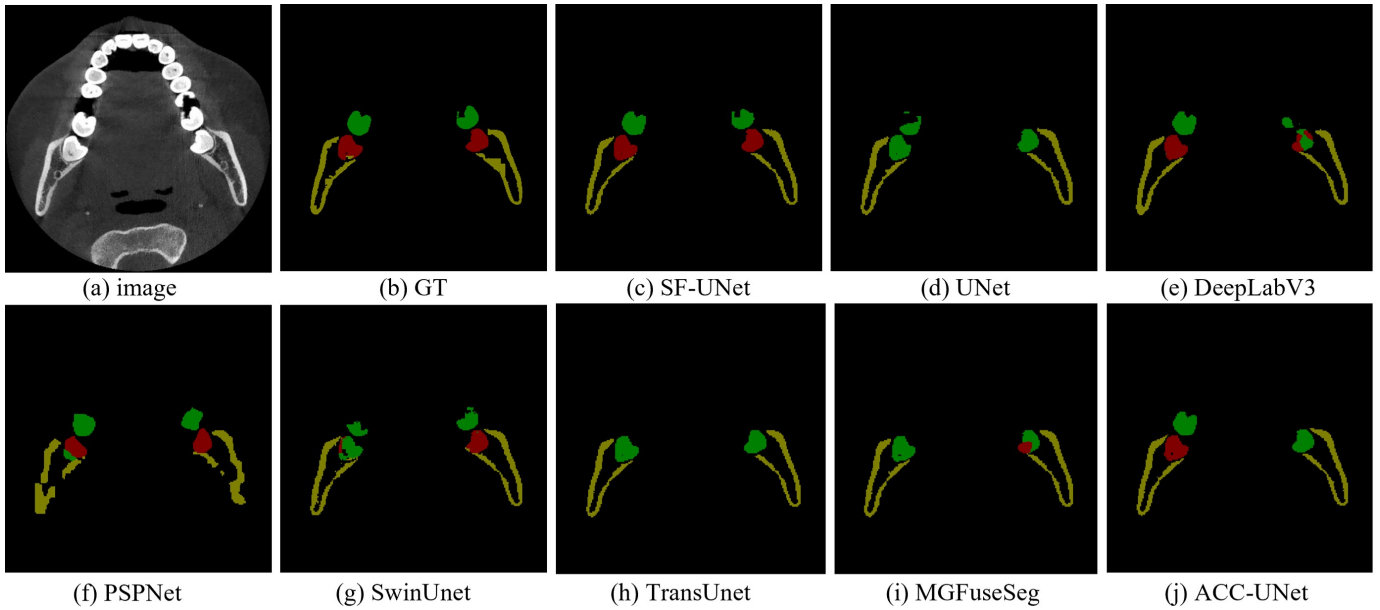 (a) image
(b) GT
(c) SF-UNet
(d) UNet
(e) DeepLabV3
(f) PSPNet
(g) SwinUnet
(h) TransUnet
(i) MGFuseSeg
(j) ACC-UNet